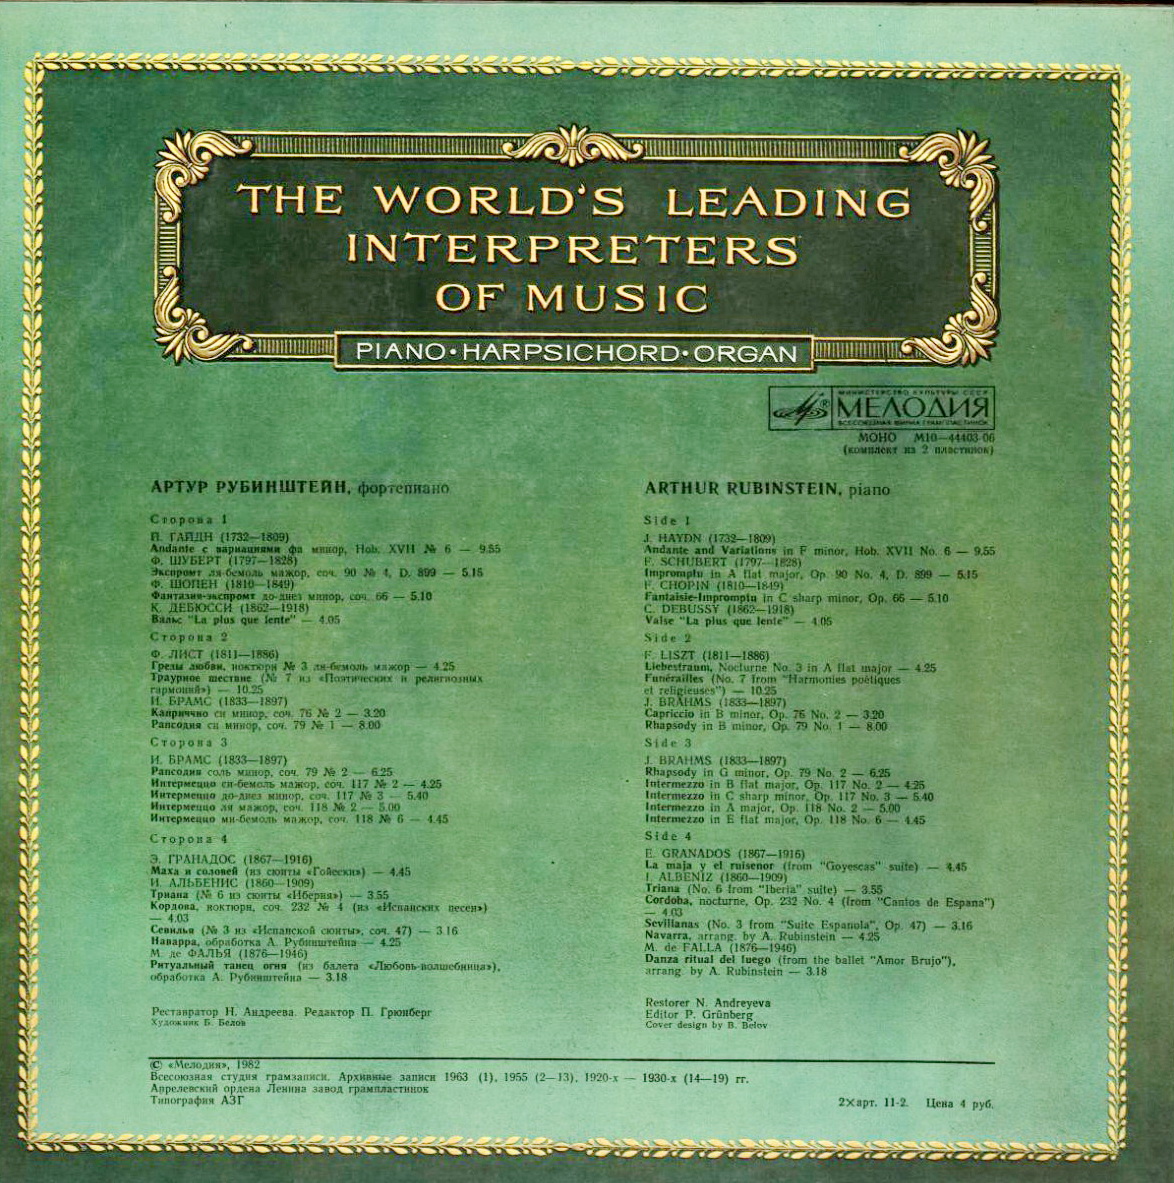 THE WORLD'S LEADING
INTERPRETERS
OF MUSIC
PIANO·HARPSICHORD·ORGAN
МИНИСТЕРСТВО КУЛЬТУРЫ СССР
МЕЛОДИЯ
ВСЕСОЮЗНАЯ ФИРМА ГРАМПЛАСТИНОК
МОНО М10—44403-06
(комплект из 2 пластинок)
АРТУР РУБИНШТЕЙН, фортепиано
Сторона 1
Й. ГАЙДН (1732—1809)
Andante с вариациями фа минор, Hob. XVII № 6 — 9.55
Ф. ШУБЕРТ (1797—1828)
Экспромт ля-бемоль мажор, соч. 90 № 4, D. 899 — 5.15
Ф. ШОПЕН (1810—1849)
Фантазия-экспромт до-диез минор, соч. 66 — 5.10
К. ДЕБЮССИ (1862—1918)
Вальс "La plus que lente" — 4.05
Сторона 2
Ф. ЛИСТ (1811—1886)
Грезы любви, ноктюрн № 3 ля-бемоль мажор — 4.25
Траурное шествие (№ 7 из «Поэтических и религиозных
гармоний») — 10.25
И. БРАМС (1833—1897)
Каприччио си минор, соч. 76 № 2 — 3.20
Рапсодия си минор, соч. 79 № 1 — 8.00
Сторона 3
И. БРАМС (1833—1897)
Рапсодия соль минор, соч. 79 № 2 — 6.25
Интермеццо си-бемоль мажор, соч. 117 № 2 — 4.25
Интермеццо до-диез минор, соч. 117 № 3 — 5.40
Интермеццо ля мажор, соч. 118 № 2 — 5.00
Интермеццо ми-бемоль мажор, соч. 118 № 6 — 4.45
Сторона 4
Э. ГРАНАДОС (1867—1916)
Маха и соловей (из сюиты «Гойески») — 4.45
И. АЛЬБЕНИС (1860—1909)
Триана (№ 6 из сюиты «Иберия») — 3.55
Кордова, ноктюрн, соч. 232 № 4 (из «Испанских песен»)
— 4.03
Севилья (№ 3 из «Испанской сюиты», соч. 47) — 3.16
Наварра, обработка А. Рубинштейна — 4.25
М. де ФАЛЬЯ (1876—1946)
Ритуальный танец огня (из балета «Любовь-волшебница»),
обработка А. Рубинштейна — 3.18
Реставратор Н. Андреева. Редактор П. Грюнберг
Художник Б. Белов
ARTHUR RUBINSTEIN, piano
Side 1
J. HAYDN (1732—1809)
Andante and Variations in F minor, Hob. XVII No. 6 — 9.55
F. SCHUBERT (1797—1828)
Impromptu in A flat major, Op. 90 No. 4, D. 899 — 5.15
F. CHOPIN (1810—1849)
Fantaisie-Impromptu in C sharp minor, Op. 66 — 5.10
C. DEBUSSY (1862—1918)
Valse "La plus que lente" — 4.05
Side 2
F. LISZT (1811—1886)
Liebestraum, Nocturne No. 3 in A flat major — 4.25
Funérailles (No. 7 from "Harmonies poétiques
et religieuses") — 10.25
J. BRAHMS (1833—1897)
Capriccio in B minor, Op. 76 No. 2 — 3.20
Rhapsody in B minor, Op. 79 No. 1 — 8.00
Side 3
J. BRAHMS (1833—1897)
Rhapsody in G minor, Op. 79 No. 2 — 6.25
Intermezzo in B flat major, Op. 117 No. 2 — 4.25
Intermezzo in C sharp minor, Op. 117 No. 3 — 5.40
Intermezzo in A major, Op. 118 No. 2 — 5.00
Intermezzo in E flat major, Op. 118 No. 6 — 4.45
Side 4
E. GRANADOS (1867—1916)
La maja y el ruisenor (from "Goyescas" suite) — 4.45
I. ALBENIZ (1860—1909)
Triana (No. 6 from "Iberia" suite) — 3.55
Cordoba, nocturne, Op. 232 No. 4 (from "Cantos de Espana")
— 4.03
Sevillanas (No. 3 from "Suite Espanola", Op. 47) — 3.16
Navarra, arrang. by A. Rubinstein — 4.25
M. de FALLA (1876—1946)
Danza ritual del fuego (from the ballet "Amor Brujo"),
arrang. by A. Rubinstein — 3.18
Restorer N. Andreyeva
Editor P. Grünberg
Cover design by B. Belov
© «Мелодия», 1982
Всесоюзная студия грамзаписи. Архивные записи 1963 (1), 1955 (2—13), 1920-х — 1930-х (14—19) гг.
Апрелевский ордена Ленина завод грампластинок
Типография АЗГ
2×арт. 11-2. Цена 4 руб.